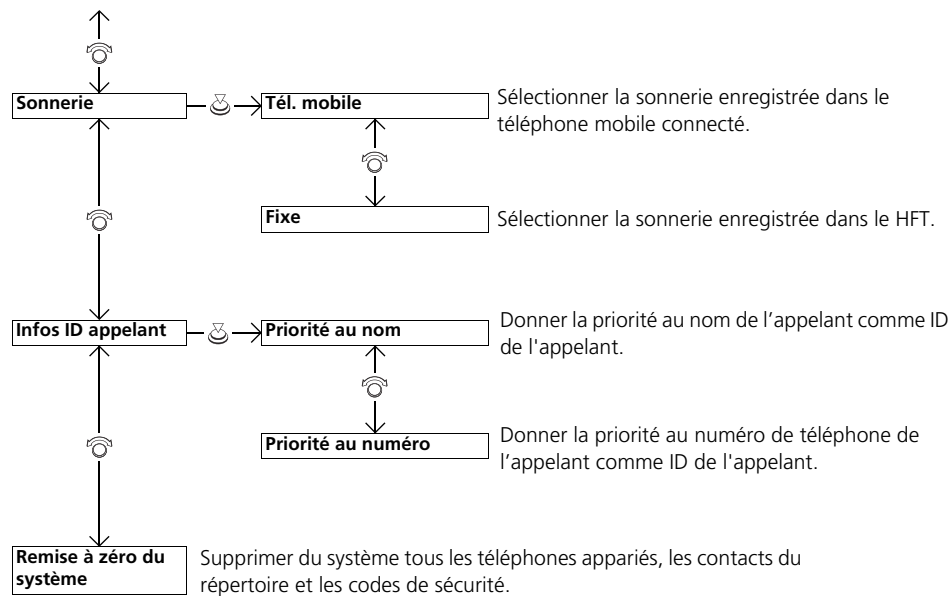 Sonnerie
Tél. mobile
Sélectionner la sonnerie enregistrée dans le
téléphone mobile connecté.
Fixe
Sélectionner la sonnerie enregistrée dans le HFT.
Infos ID appelant
Priorité au nom
Donner la priorité au nom de l’appelant comme ID
de l'appelant.
Priorité au numéro
Donner la priorité au numéro de téléphone de
l’appelant comme ID de l'appelant.
Remise à zéro du
système
Supprimer du système tous les téléphones appariés, les contacts du
répertoire et les codes de sécurité.